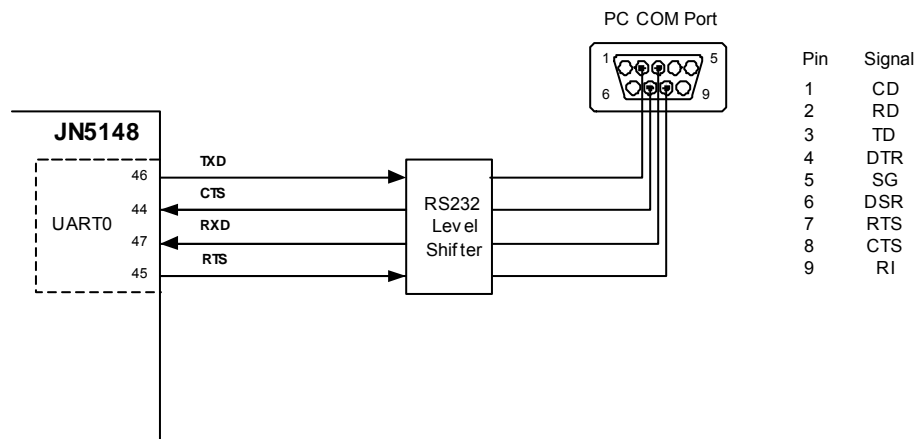 PC COM Port
1 5
6 9
Pin Signal
1 CD
2 RD
3 TD
4 DTR
5 SG
6 DSR
7 RTS
8 CTS
9 RI
JN5148
UART0
46 TXD
44 CTS
47 RXD
45 RTS
RS232
Level
Shifter